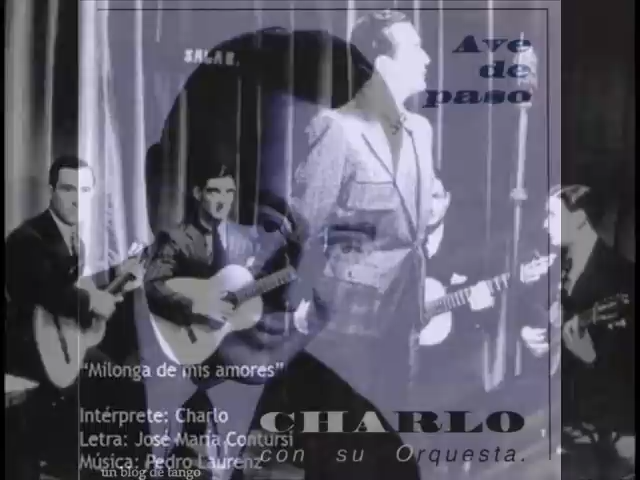 SALAB.
Ave
de
paso
“Milonga de mis amores”
Intérprete: Charlo
Letra: José María Contursi
Música: Pedro Laurenz
CHARLO
con su Orquesta.
un blog de tango